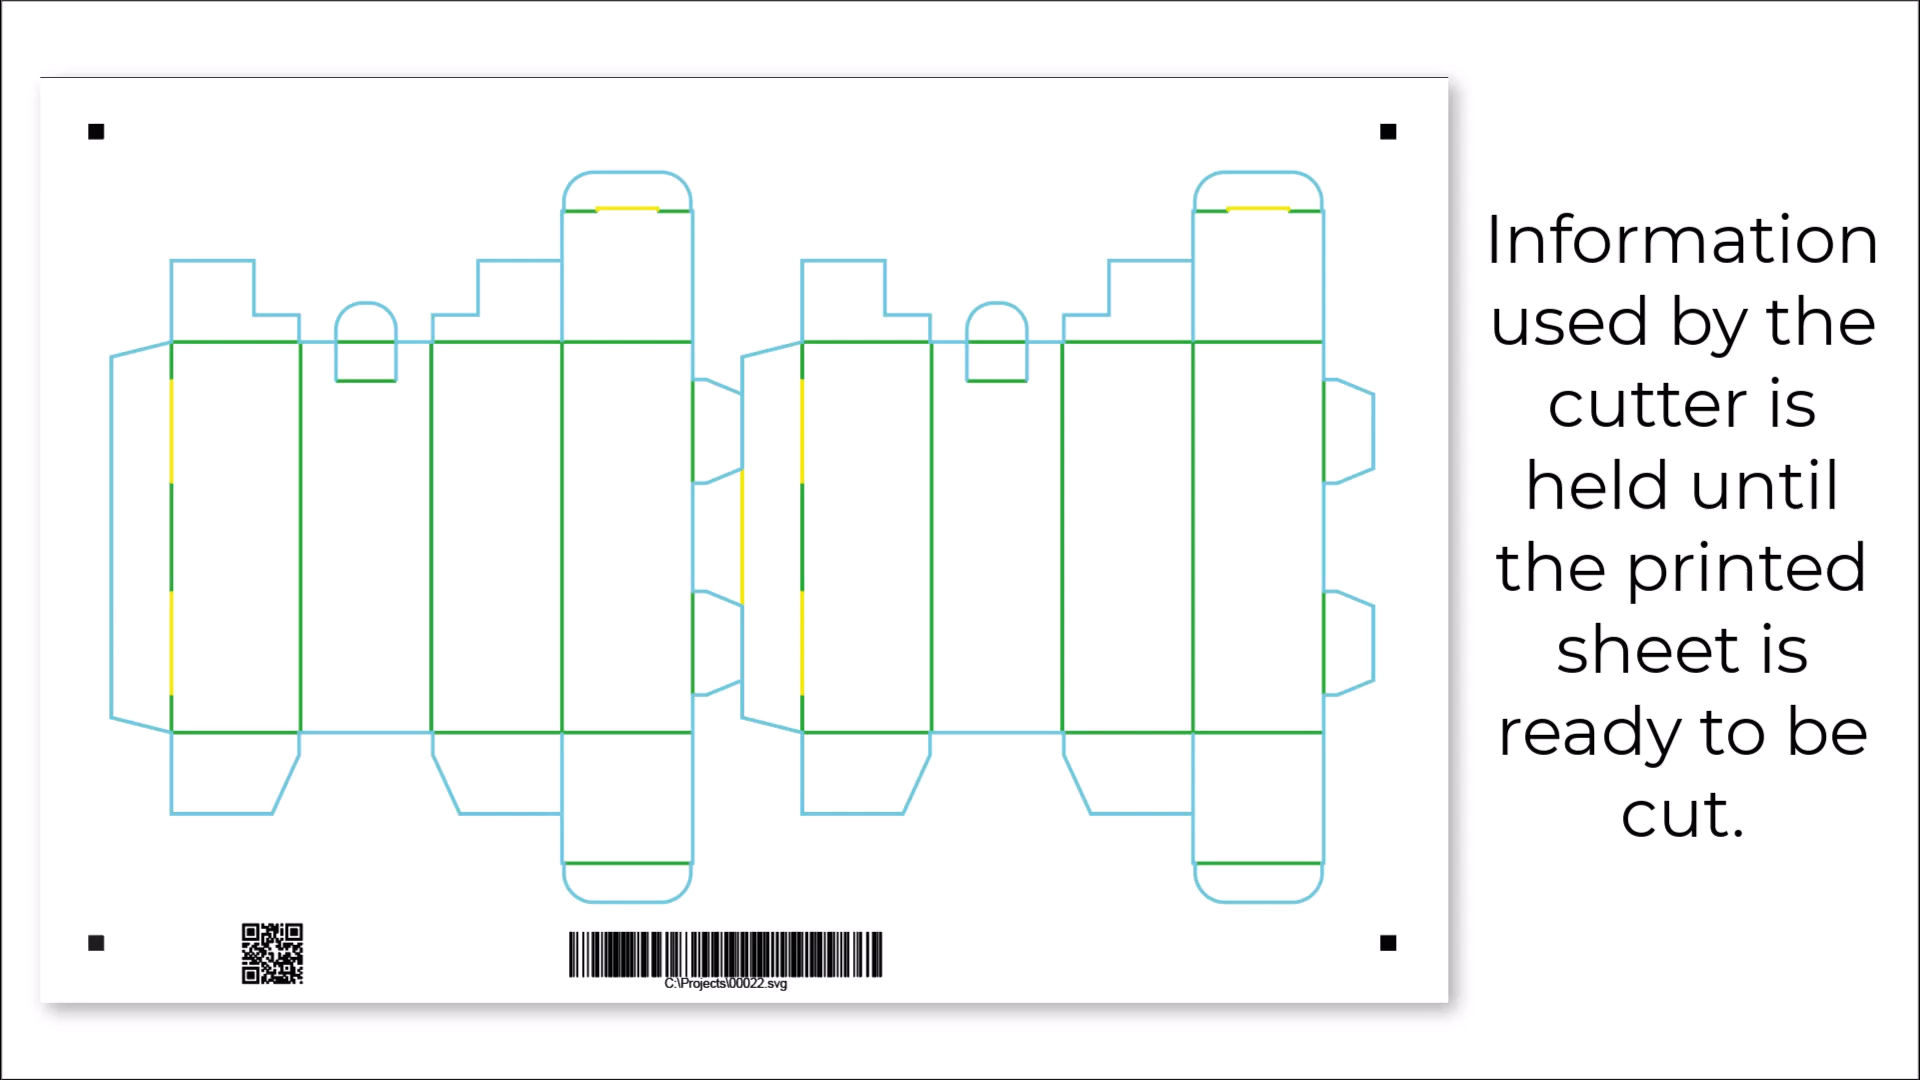 Information
used by the
cutter is
held until
the printed
sheet is
ready to be
cut.
C:\Projects\00022.svg